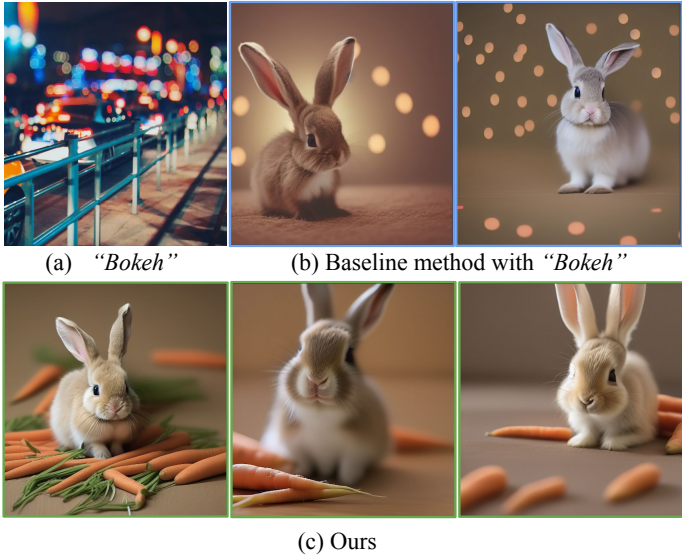 (a) “Bokeh”
(b) Baseline method with “Bokeh”
(c) Ours